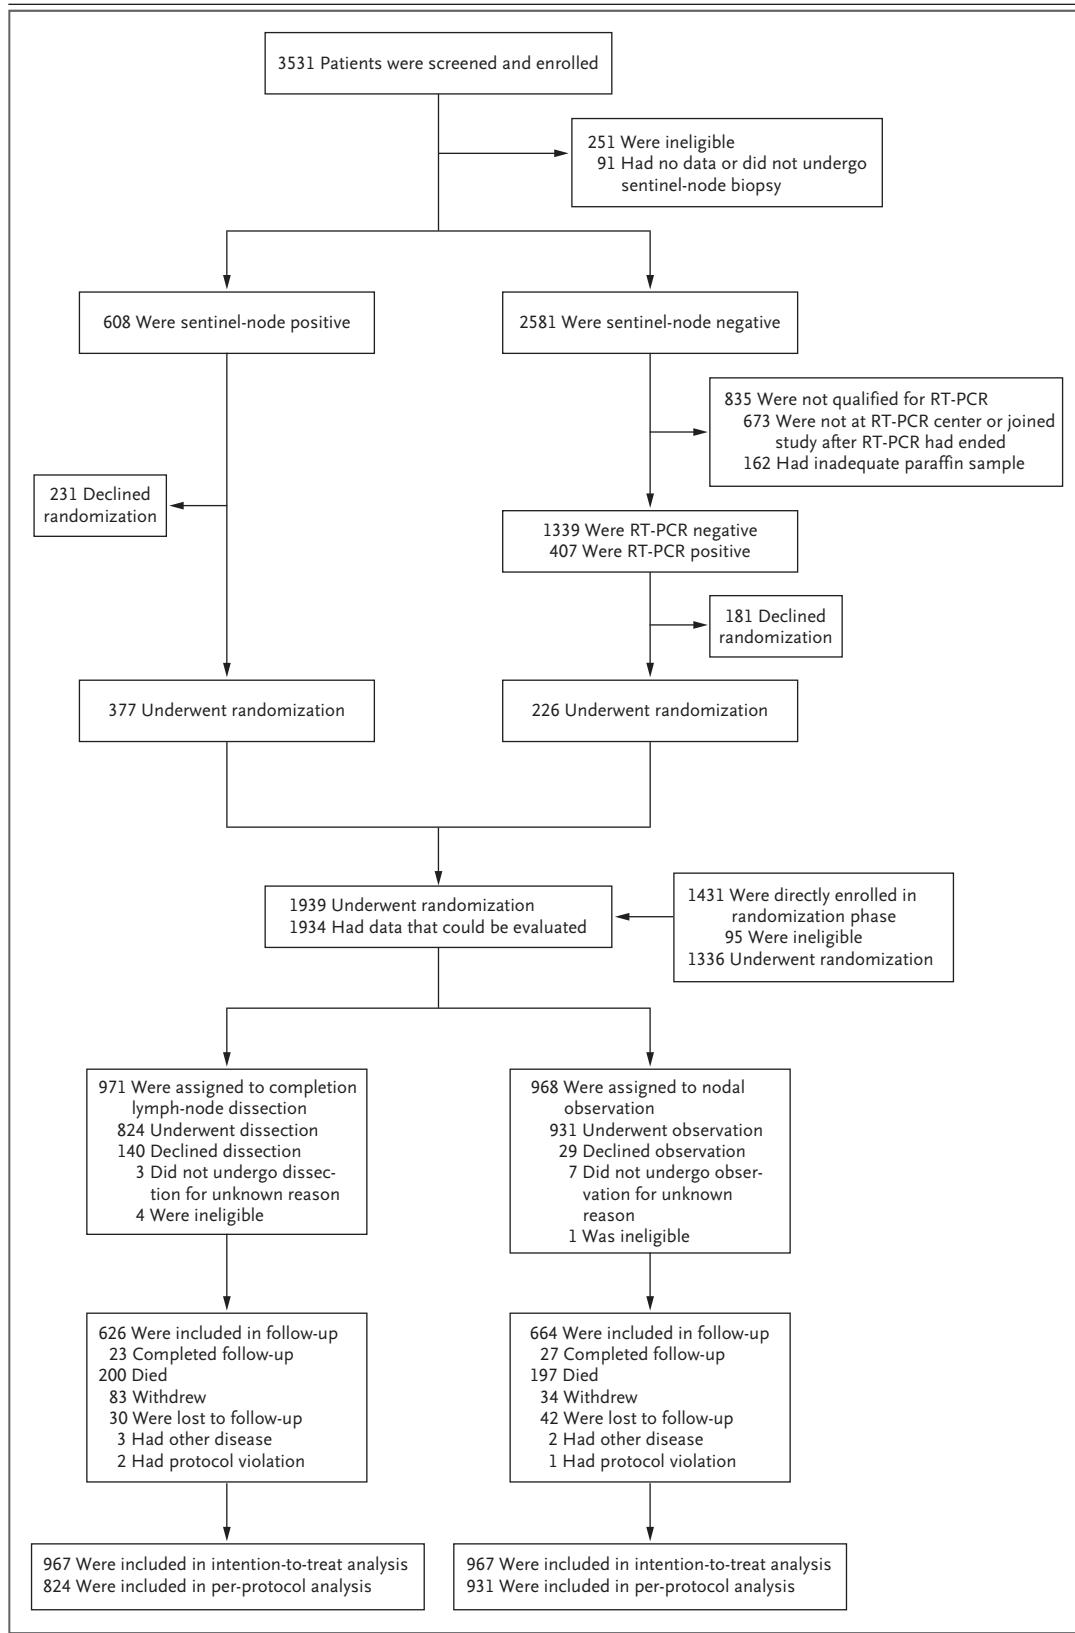 3531 Patients were screened and enrolled
251 Were ineligible
91 Had no data or did not undergo
sentinel-node biopsy
608 Were sentinel-node positive
2581 Were sentinel-node negative
835 Were not qualified for RT-PCR
673 Were not at RT-PCR center or joined
study after RT-PCR had ended
162 Had inadequate paraffin sample
231 Declined
randomization
1339 Were RT-PCR negative
407 Were RT-PCR positive
181 Declined
randomization
377 Underwent randomization
226 Underwent randomization
1939 Underwent randomization
1934 Had data that could be evaluated
1431 Were directly enrolled in
randomization phase
95 Were ineligible
1336 Underwent randomization
971 Were assigned to completion
lymph-node dissection
824 Underwent dissection
140 Declined dissection
3 Did not undergo dissec-
tion for unknown reason
4 Were ineligible
968 Were assigned to nodal
observation
931 Underwent observation
29 Declined observation
7 Did not undergo obser-
vation for unknown
reason
1 Was ineligible
626 Were included in follow-up
23 Completed follow-up
200 Died
83 Withdrew
30 Were lost to follow-up
3 Had other disease
2 Had protocol violation
664 Were included in follow-up
27 Completed follow-up
197 Died
34 Withdrew
42 Were lost to follow-up
2 Had other disease
1 Had protocol violation
967 Were included in intention-to-treat analysis
824 Were included in per-protocol analysis
967 Were included in intention-to-treat analysis
931 Were included in per-protocol analysis